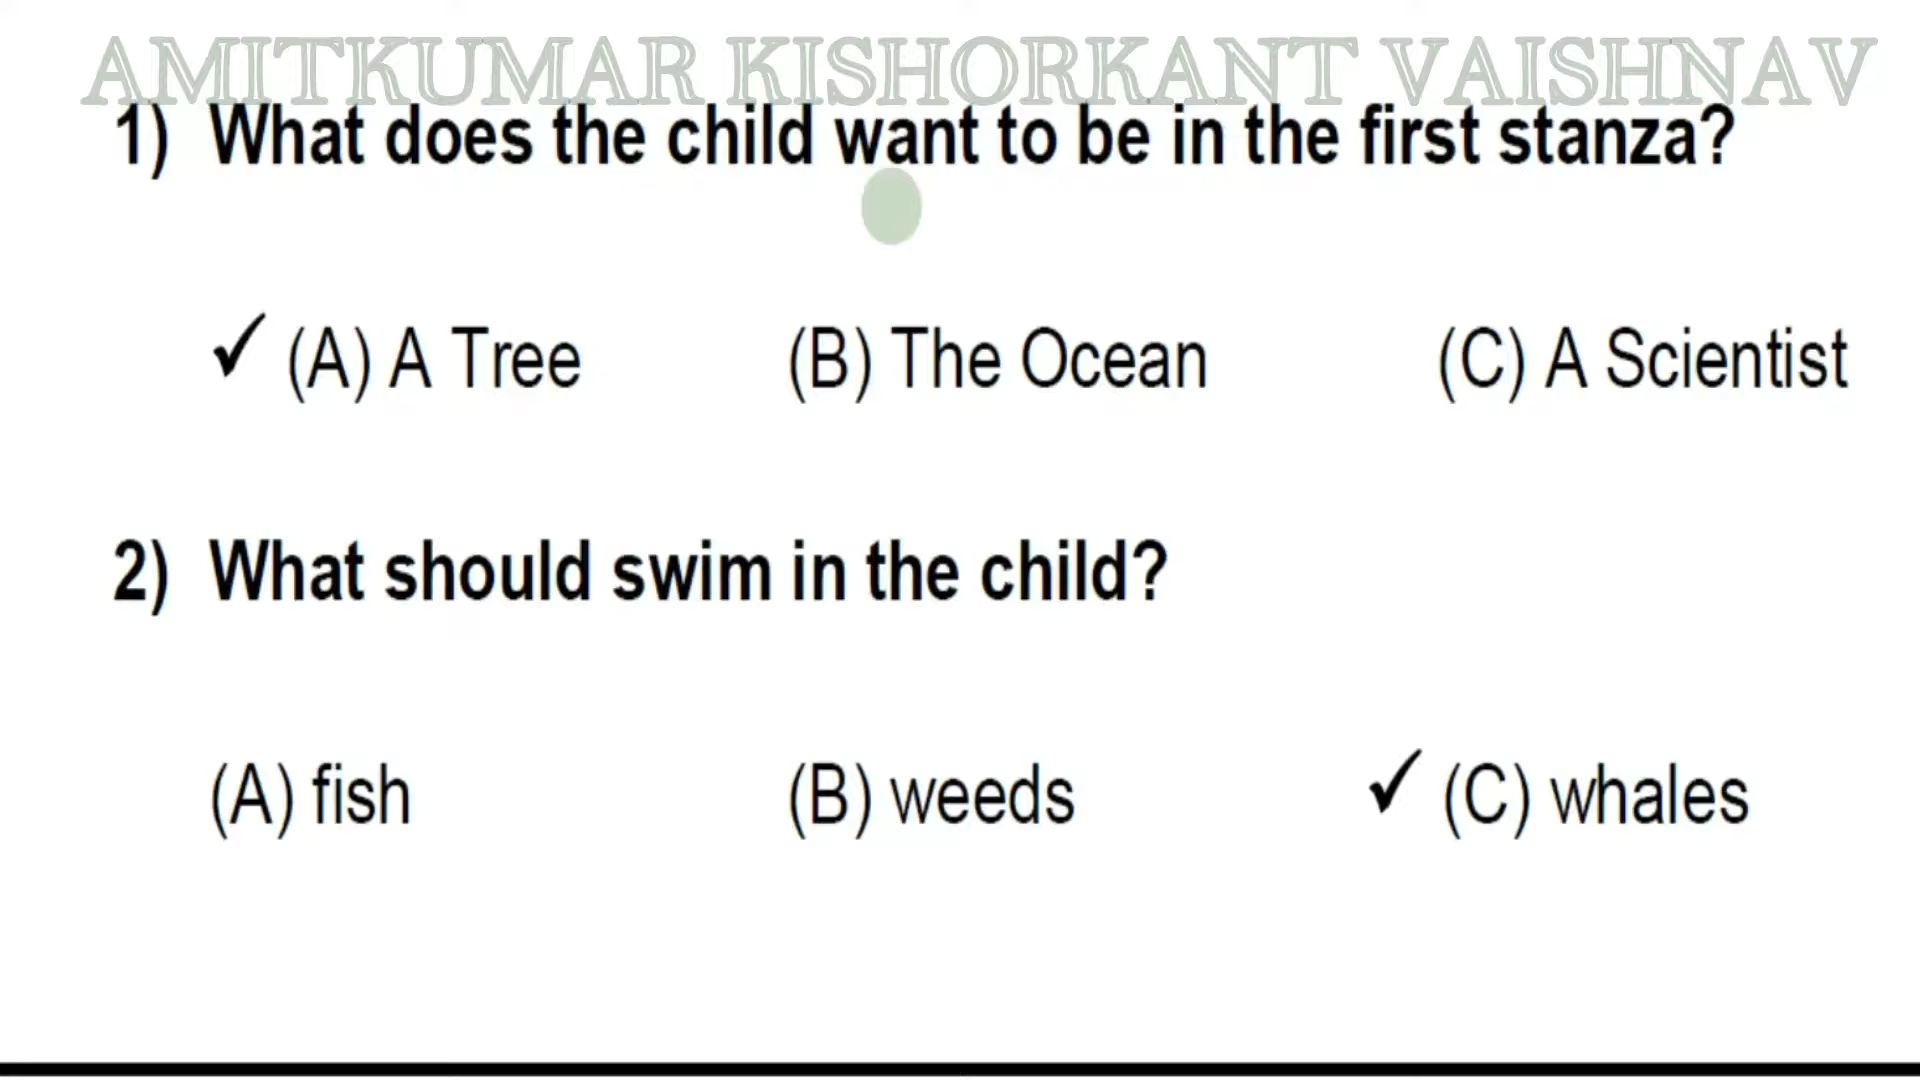 AMITKUMAR KISHORKANT VAISHNAV
1) What does the child want to be in the first stanza?
✓ (A) A Tree (B) The Ocean (C) A Scientist
2) What should swim in the child?
(A) fish (B) weeds ✓ (C) whales